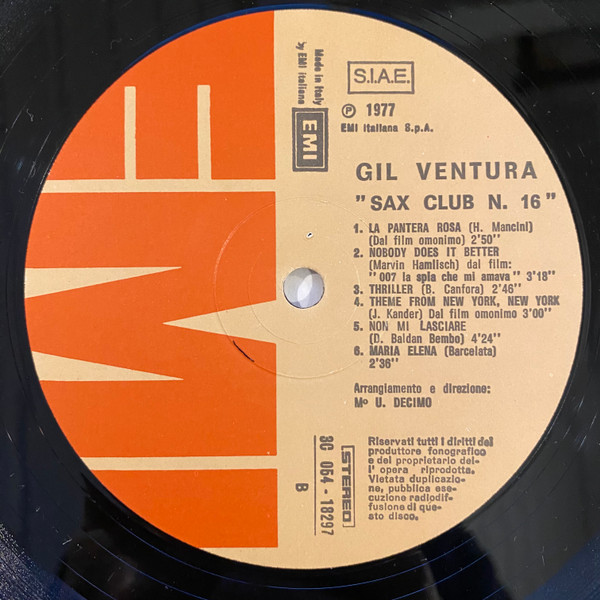 S.I.A.E.
Ⓟ 1977
EMI Italiana S.p.A.
Made in Italy
by EMI Italiana
EMI
GIL VENTURA
"SAX CLUB N. 16"
1. LA PANTERA ROSA (H. Mancini)
(Dal film omonimo) 2'50''
2. NOBODY DOES IT BETTER
(Marvin Hamlisch) dal film:
"007 la spia che mi amava" 3'18''
3. THRILLER (B. Canfora) 2'46''
4. THEME FROM NEW YORK, NEW YORK
(J. Kander) Dal film omonimo 3'00''
5. NON MI LASCIARE
(D. Baldan Bembo) 4'24''
6. MARIA ELENA (Barcelata)
2'36''
Arrangiamento e direzione:
Mº U. DECIMO
STEREO
3C 064-18297
B
Riservati tutti i diritti del
produttore fonografico
e del proprietario del-
l'opera riprodotta.
Vietata duplicazio-
ne, pubblica ese-
cuzione radiodif-
fusione di que-
sto disco.
EMI